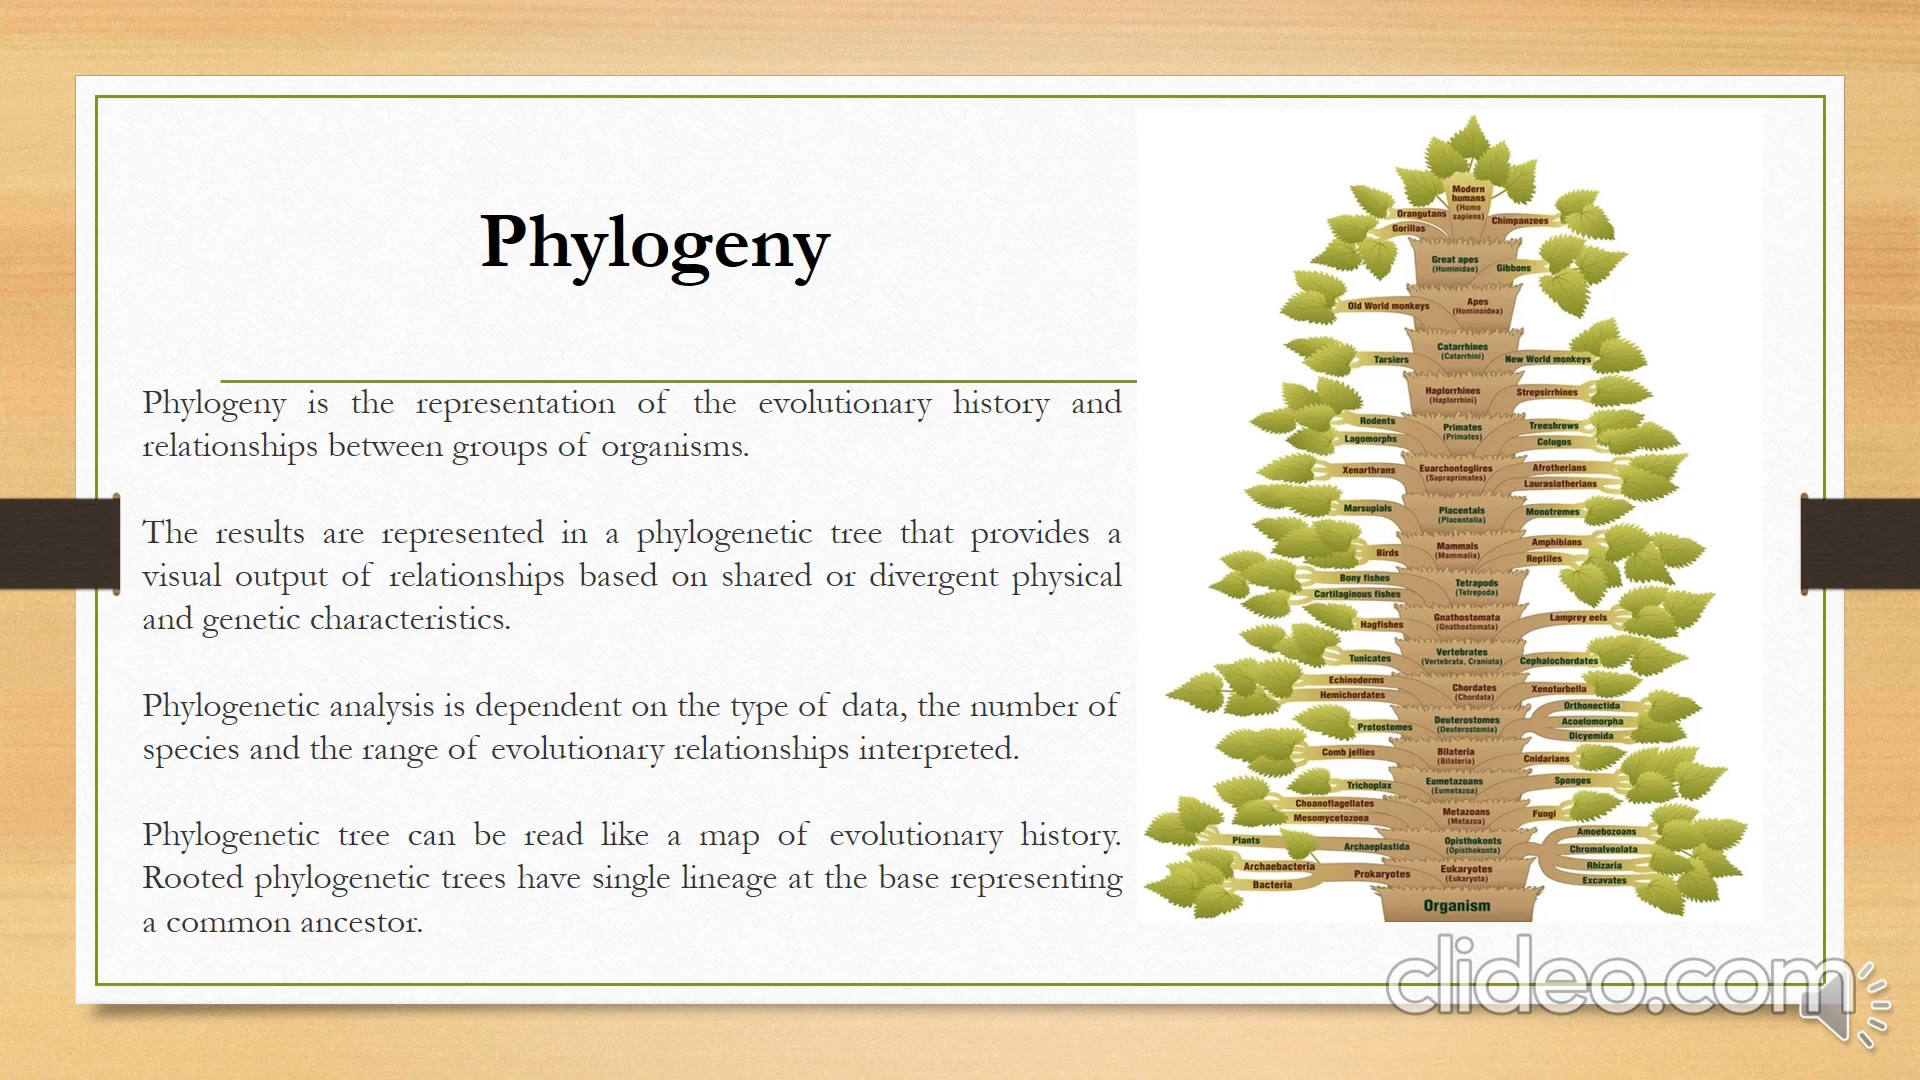 Phylogeny
Phylogeny is the representation of the evolutionary history and
relationships between groups of organisms.
The results are represented in a phylogenetic tree that provides a
visual output of relationships based on shared or divergent physical
and genetic characteristics.
Phylogenetic analysis is dependent on the type of data, the number of
species and the range of evolutionary relationships interpreted.
Phylogenetic tree can be read like a map of evolutionary history.
Rooted phylogenetic trees have single lineage at the base representing
a common ancestor.
Modern
humans
(Homo
sapiens)
Orangutans
Chimpanzees
Gorillas
Great apes
(Hominidae)
Gibbons
Old World monkeys
Apes
(Hominoidea)
Catarrhines
(Catarrhini)
Tarsiers
New World monkeys
Haplorrhines
(Haplorrhini)
Strepsirrhines
Rodents
Primates
(Primates)
Treeshrews
Lagomorphs
Colugos
Xenarthrans
Euarchontoglires
(Supraprimates)
Afrotherians
Laurasiatherians
Marsupials
Placentals
(Placentalia)
Monotremes
Birds
Mammals
(Mammalia)
Amphibians
Reptiles
Bony fishes
Cartilaginous fishes
Tetrapods
(Tetrapoda)
Hagfishes
Gnathostomata
(Gnathostomata)
Lamprey eels
Tunicates
Vertebrates
(Vertebrata, Craniota)
Cephalochordates
Echinoderms
Hemichordates
Chordates
(Chordata)
Xenoturbella
Orthonectida
Protostomes
Deuterostomes
(Deuterostomia)
Acoelomorpha
Dicyemida
Comb jellies
Bilateria
(Bilateria)
Cnidarians
Trichoplax
Eumetazoans
(Eumetazoa)
Sponges
Choanoflagellates
Mesomycetozoea
Metazoans
(Metazoa)
Fungi
Plants
Archaeplastida
Opisthokonts
(Opisthokonta)
Amoebozoans
Chromalveolata
Rhizaria
Excavates
Archaebacteria
Bacteria
Prokaryotes
Eukaryotes
(Eukaryota)
Organism
clideo.com